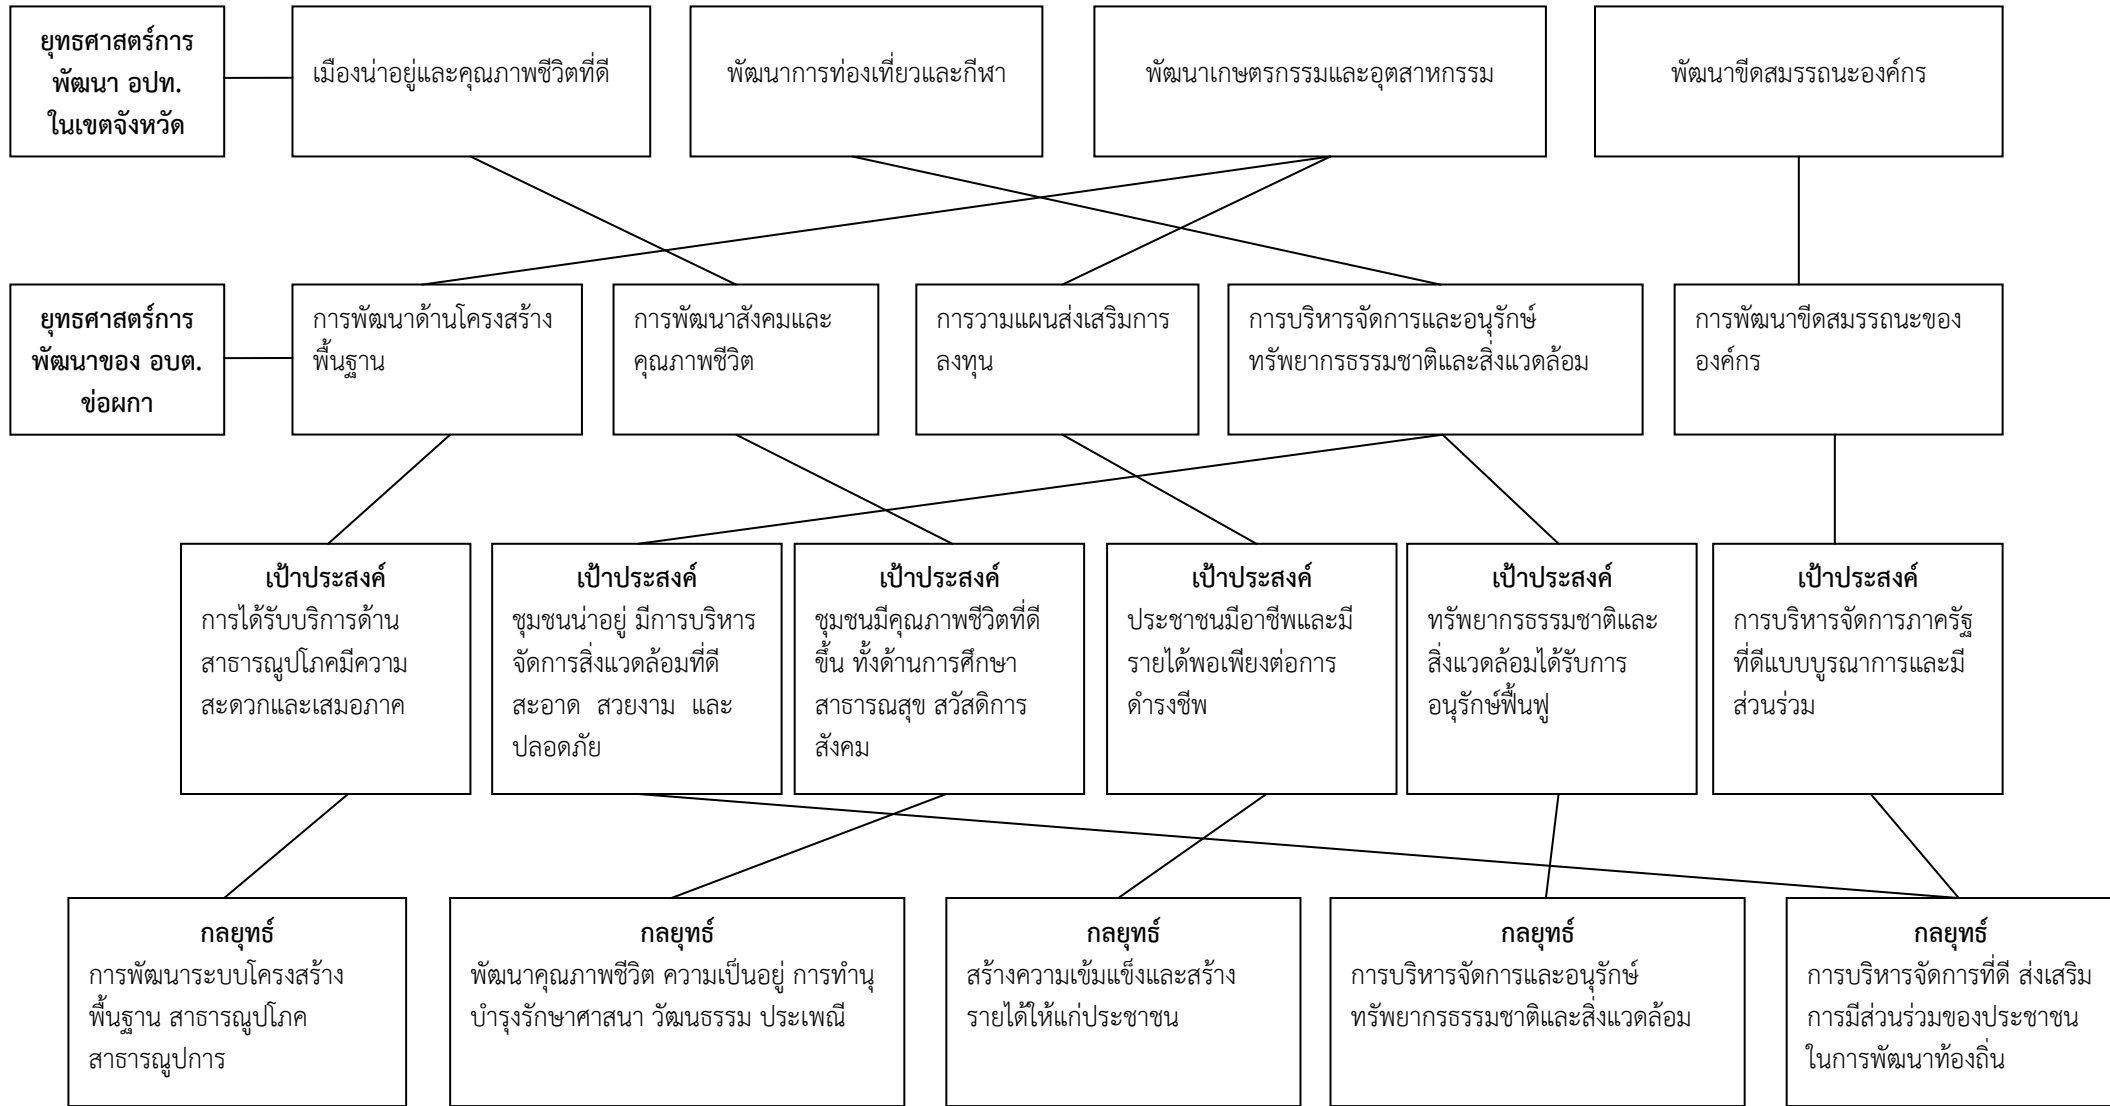 ยุทธศาสตร์การ
พัฒนา อปท.
ในเขตจังหวัด
เมืองน่าอยู่และคุณภาพชีวิตที่ดี
พัฒนาการท่องเที่ยวและกีฬา
พัฒนาเกษตรกรรมและอุตสาหกรรม
พัฒนาขีดสมรรถนะองค์กร
ยุทธศาสตร์การ
พัฒนาของ อบต.
ข่อผกา
การพัฒนาด้านโครงสร้าง
พื้นฐาน
การพัฒนาสังคมและ
คุณภาพชีวิต
การวามแผนส่งเสริมการ
ลงทุน
การบริหารจัดการและอนุรักษ์
ทรัพยากรธรรมชาติและสิ่งแวดล้อม
การพัฒนาขีดสมรรถนะของ
องค์กร
เป้าประสงค์
การได้รับบริการด้าน
สาธารณูปโภคมีความ
สะดวกและเสมอภาค
เป้าประสงค์
ชุมชนน่าอยู่ มีการบริหาร
จัดการสิ่งแวดล้อมที่ดี
สะอาด สวยงาม และ
ปลอดภัย
เป้าประสงค์
ชุมชนมีคุณภาพชีวิตที่ดี
ขึ้น ทั้งด้านการศึกษา
สาธารณสุข สวัสดิการ
สังคม
เป้าประสงค์
ประชาชนมีอาชีพและมี
รายได้พอเพียงต่อการ
ดำรงชีพ
เป้าประสงค์
ทรัพยากรธรรมชาติและ
สิ่งแวดล้อมได้รับการ
อนุรักษ์ฟื้นฟู
เป้าประสงค์
การบริหารจัดการภาครัฐ
ที่ดีแบบบูรณาการและมี
ส่วนร่วม
กลยุทธ์
การพัฒนาระบบโครงสร้าง
พื้นฐาน สาธารณูปโภค
สาธารณูปการ
กลยุทธ์
พัฒนาคุณภาพชีวิต ความเป็นอยู่ การทำนุ
บำรุงรักษาศาสนา วัฒนธรรม ประเพณี
กลยุทธ์
สร้างความเข้มแข็งและสร้าง
รายได้ให้แก่ประชาชน
กลยุทธ์
การบริหารจัดการและอนุรักษ์
ทรัพยากรธรรมชาติและสิ่งแวดล้อม
กลยุทธ์
การบริหารจัดการที่ดี ส่งเสริม
การมีส่วนร่วมของประชาชน
ในการพัฒนาท้องถิ่น